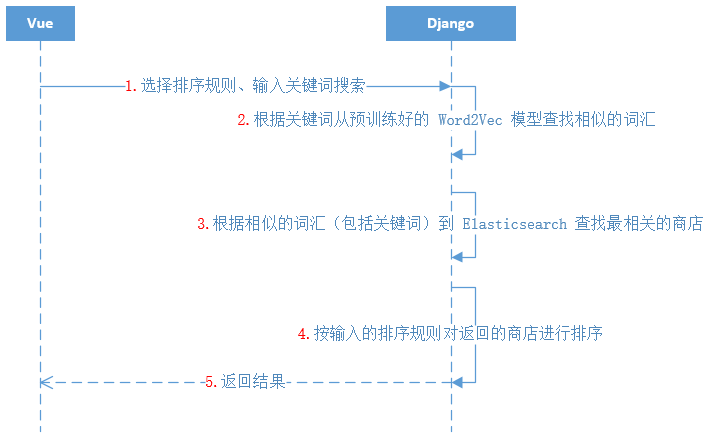 Vue
Django
1.选择排序规则、输入关键词搜索
2.根据关键词从预训练好的 Word2Vec 模型查找相似的词汇
3.根据相似的词汇（包括关键词）到 Elasticsearch 查找最相关的商店
4.按输入的排序规则对返回的商店进行排序
5.返回结果